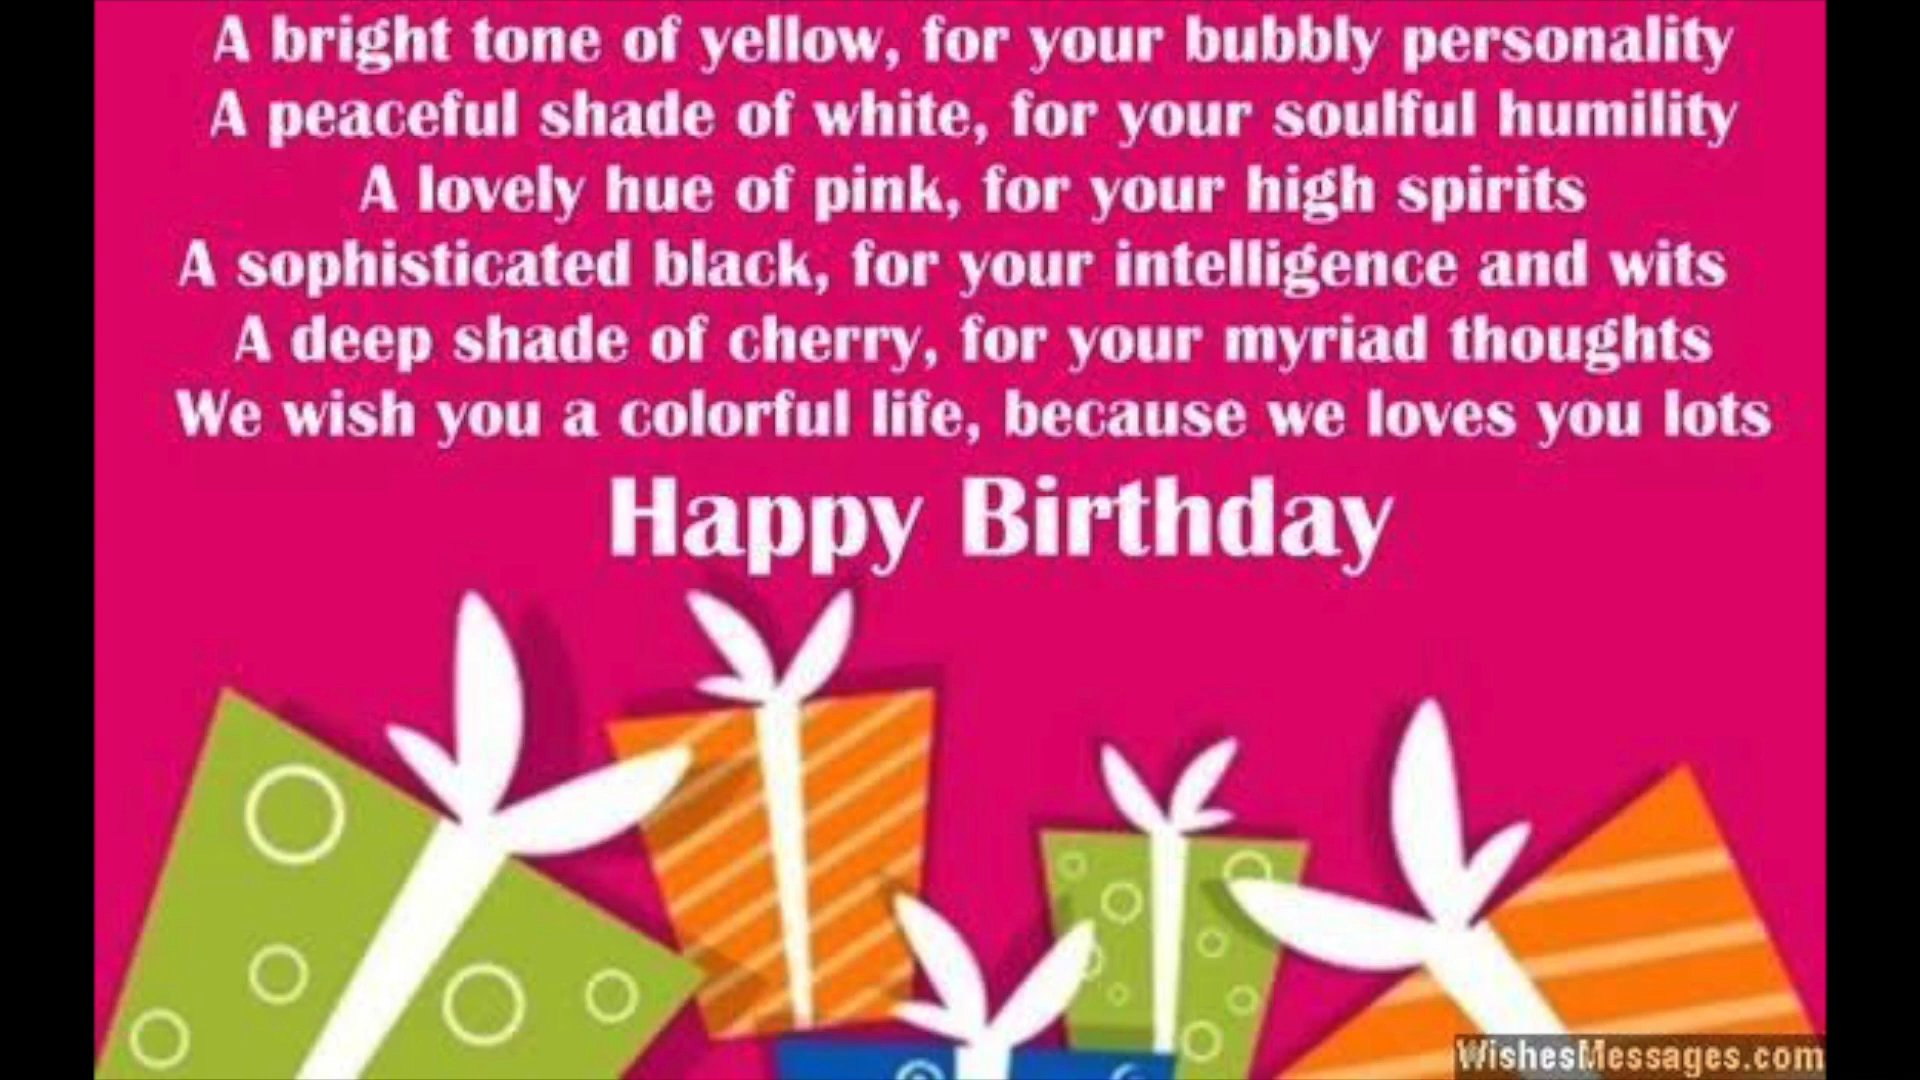 A bright tone of yellow, for your bubbly personality
A peaceful shade of white, for your soulful humility
A lovely hue of pink, for your high spirits
A sophisticated black, for your intelligence and wits
A deep shade of cherry, for your myriad thoughts
We wish you a colorful life, because we loves you lots
Happy Birthday
WishesMessages.com